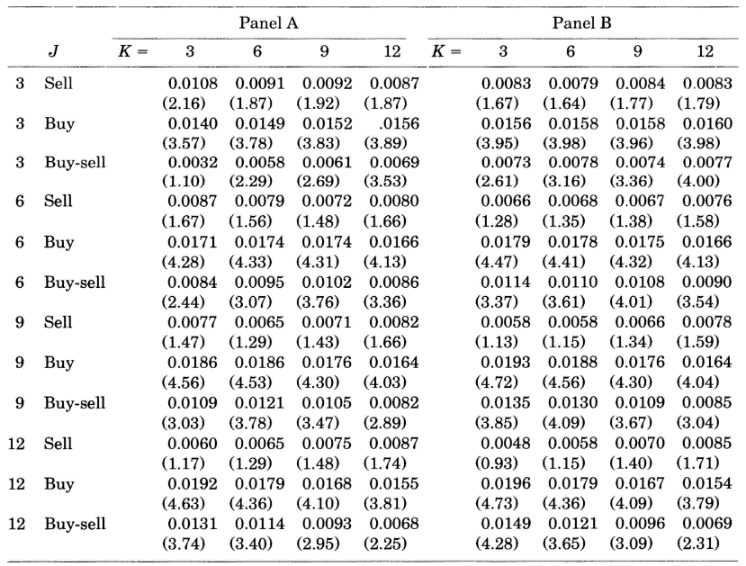 Panel A Panel B
J K = 3 6 9 12 K = 3 6 9 12
3 Sell 0.0108 0.0091 0.0092 0.0087 0.0083 0.0079 0.0084 0.0083
(2.16) (1.87) (1.92) (1.87) (1.67) (1.64) (1.77) (1.79)
3 Buy 0.0140 0.0149 0.0152 .0156 0.0156 0.0158 0.0158 0.0160
(3.57) (3.78) (3.83) (3.89) (3.95) (3.98) (3.96) (3.98)
3 Buy-sell 0.0032 0.0058 0.0061 0.0069 0.0073 0.0078 0.0074 0.0077
(1.10) (2.29) (2.69) (3.53) (2.61) (3.16) (3.36) (4.00)
6 Sell 0.0087 0.0079 0.0072 0.0080 0.0066 0.0068 0.0067 0.0076
(1.67) (1.56) (1.48) (1.66) (1.28) (1.35) (1.38) (1.58)
6 Buy 0.0171 0.0174 0.0174 0.0166 0.0179 0.0178 0.0175 0.0166
(4.28) (4.33) (4.31) (4.13) (4.47) (4.41) (4.32) (4.13)
6 Buy-sell 0.0084 0.0095 0.0102 0.0086 0.0114 0.0110 0.0108 0.0090
(2.44) (3.07) (3.76) (3.36) (3.37) (3.61) (4.01) (3.54)
9 Sell 0.0077 0.0065 0.0071 0.0082 0.0058 0.0058 0.0066 0.0078
(1.47) (1.29) (1.43) (1.66) (1.13) (1.15) (1.34) (1.59)
9 Buy 0.0186 0.0186 0.0176 0.0164 0.0193 0.0188 0.0176 0.0164
(4.56) (4.53) (4.30) (4.03) (4.72) (4.56) (4.30) (4.04)
9 Buy-sell 0.0109 0.0121 0.0105 0.0082 0.0135 0.0130 0.0109 0.0085
(3.03) (3.78) (3.47) (2.89) (3.85) (4.09) (3.67) (3.04)
12 Sell 0.0060 0.0065 0.0075 0.0087 0.0048 0.0058 0.0070 0.0085
(1.17) (1.29) (1.48) (1.74) (0.93) (1.15) (1.40) (1.71)
12 Buy 0.0192 0.0179 0.0168 0.0155 0.0196 0.0179 0.0167 0.0154
(4.63) (4.36) (4.10) (3.81) (4.73) (4.36) (4.09) (3.79)
12 Buy-sell 0.0131 0.0114 0.0093 0.0068 0.0149 0.0121 0.0096 0.0069
(3.74) (3.40) (2.95) (2.25) (4.28) (3.65) (3.09) (2.31)